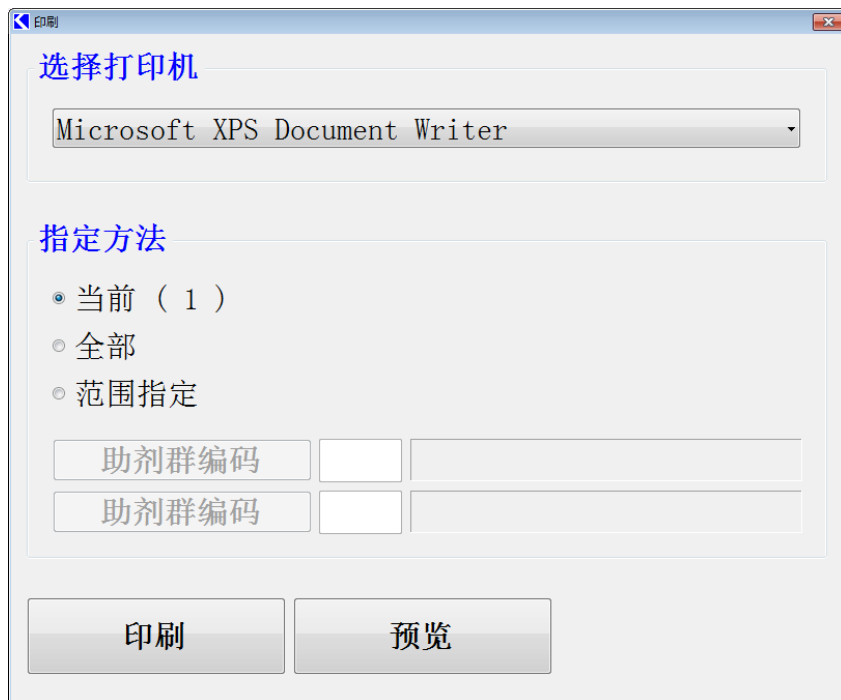 印刷
选择打印机
Microsoft XPS Document Writer
指定方法
当前 ( 1 )
全部
范围指定
助剂群编码
助剂群编码
印刷 预览